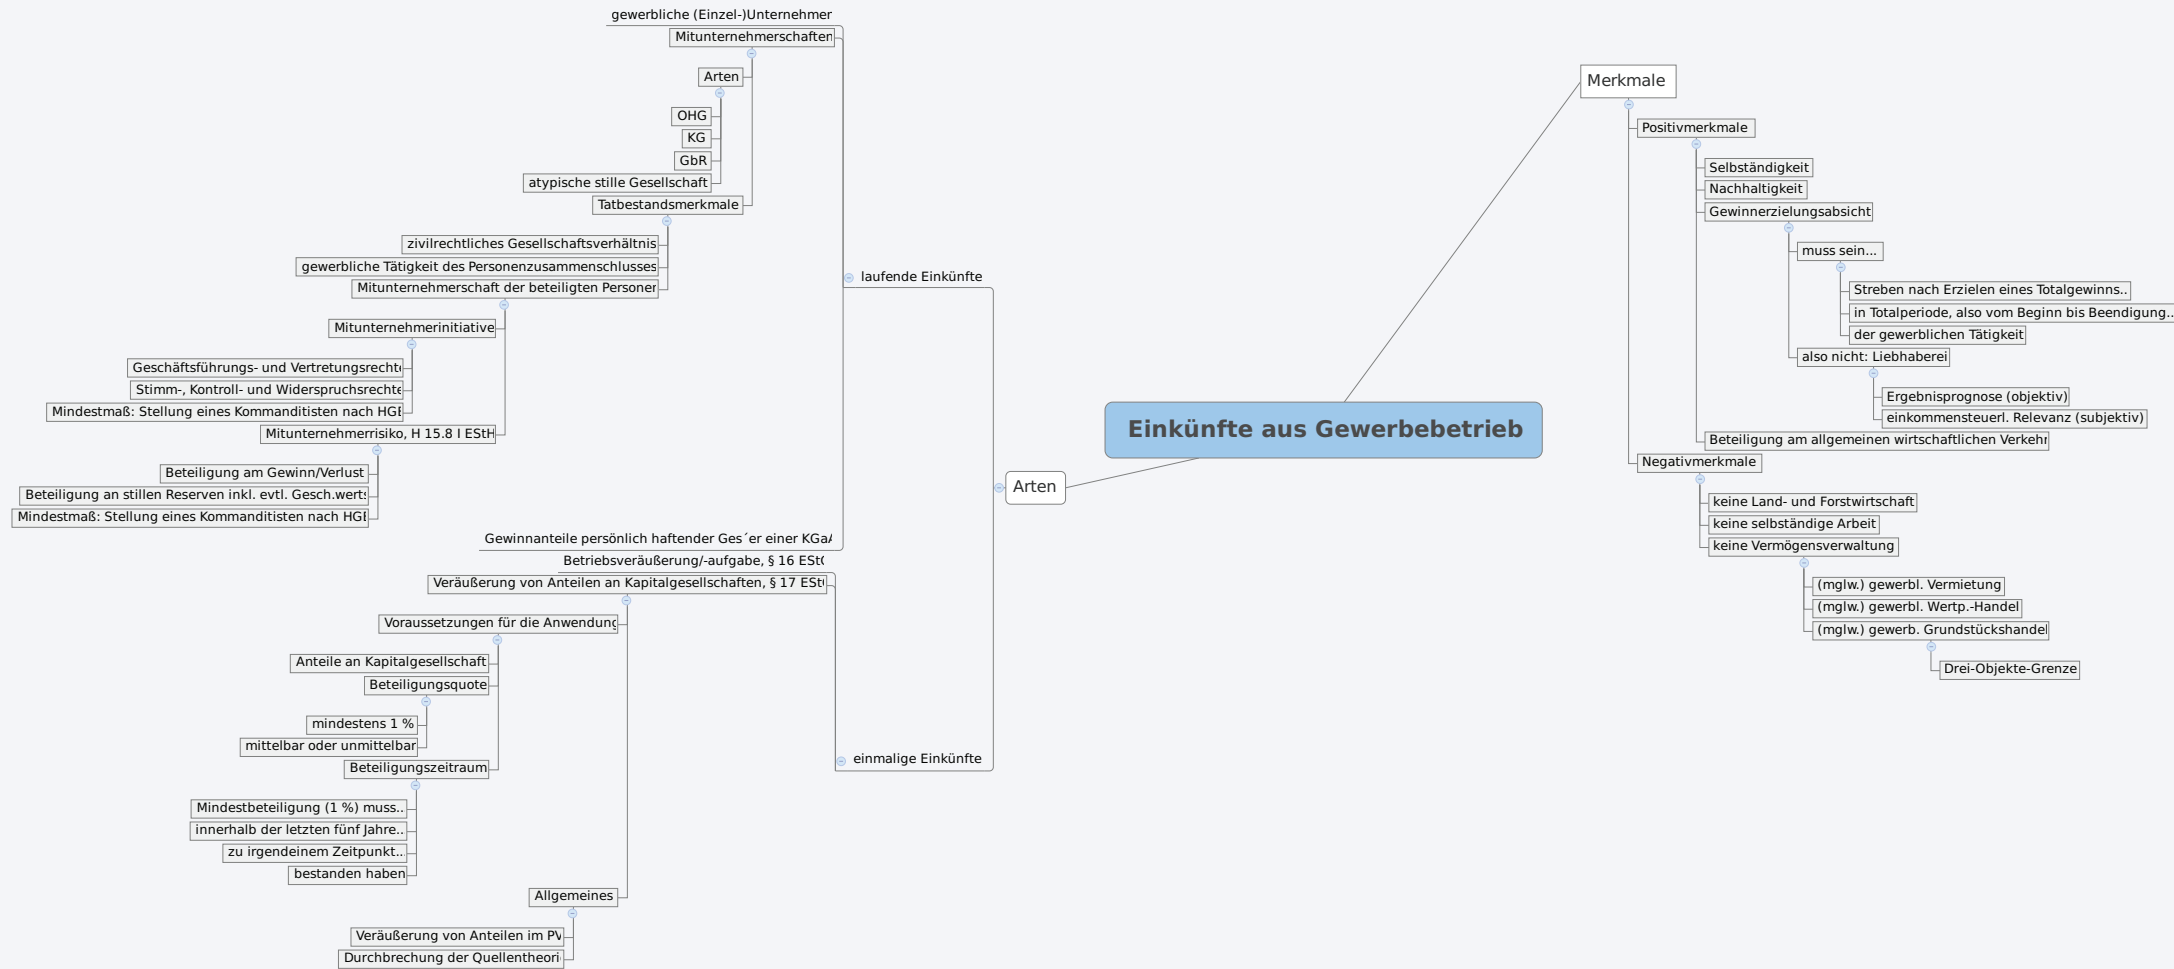 Einkünfte aus Gewerbebetrieb
Merkmale
Positivmerkmale
Selbständigkeit
Nachhaltigkeit
Gewinnerzielungsabsicht
muss sein...
Streben nach Erzielen eines Totalgewinns..
in Totalperiode, also vom Beginn bis Beendigung..
der gewerblichen Tätigkeit
also nicht: Liebhaberei
Ergebnisprognose (objektiv)
einkommensteuerl. Relevanz (subjektiv)
Beteiligung am allgemeinen wirtschaftlichen Verkehr
Negativmerkmale
keine Land- und Forstwirtschaft
keine selbständige Arbeit
keine Vermögensverwaltung
(mglw.) gewerbl. Vermietung
(mglw.) gewerbl. Wertp.-Handel
(mglw.) gewerb. Grundstückshandel
Drei-Objekte-Grenze
Arten
laufende Einkünfte
gewerbliche (Einzel-)Unternehmer
Mitunternehmerschaften
Arten
OHG
KG
GbR
atypische stille Gesellschaft
Tatbestandsmerkmale
zivilrechtliches Gesellschaftsverhältnis
gewerbliche Tätigkeit des Personenzusammenschlusses
Mitunternehmerschaft der beteiligten Personen
Mitunternehmerinitiative
Geschäftsführungs- und Vertretungsrechte
Stimm-, Kontroll- und Widerspruchsrechte
Mindestmaß: Stellung eines Kommanditisten nach HGB
Mitunternehmerrisiko, H 15.8 I EStH
Beteiligung am Gewinn/Verlust
Beteiligung an stillen Reserven inkl. evtl. Gesch.werts
Mindestmaß: Stellung eines Kommanditisten nach HGB
Gewinnanteile persönlich haftender Ges´er einer KGaA
einmalige Einkünfte
Betriebsveräußerung/-aufgabe, § 16 EStG
Veräußerung von Anteilen an Kapitalgesellschaften, § 17 EStG
Voraussetzungen für die Anwendung
Anteile an Kapitalgesellschaft
Beteiligungsquote
mindestens 1 %
mittelbar oder unmittelbar
Beteiligungszeitraum
Mindestbeteiligung (1 %) muss..
innerhalb der letzten fünf Jahre..
zu irgendeinem Zeitpunkt..
bestanden haben
Allgemeines
Veräußerung von Anteilen im PV
Durchbrechung der Quellentheorie